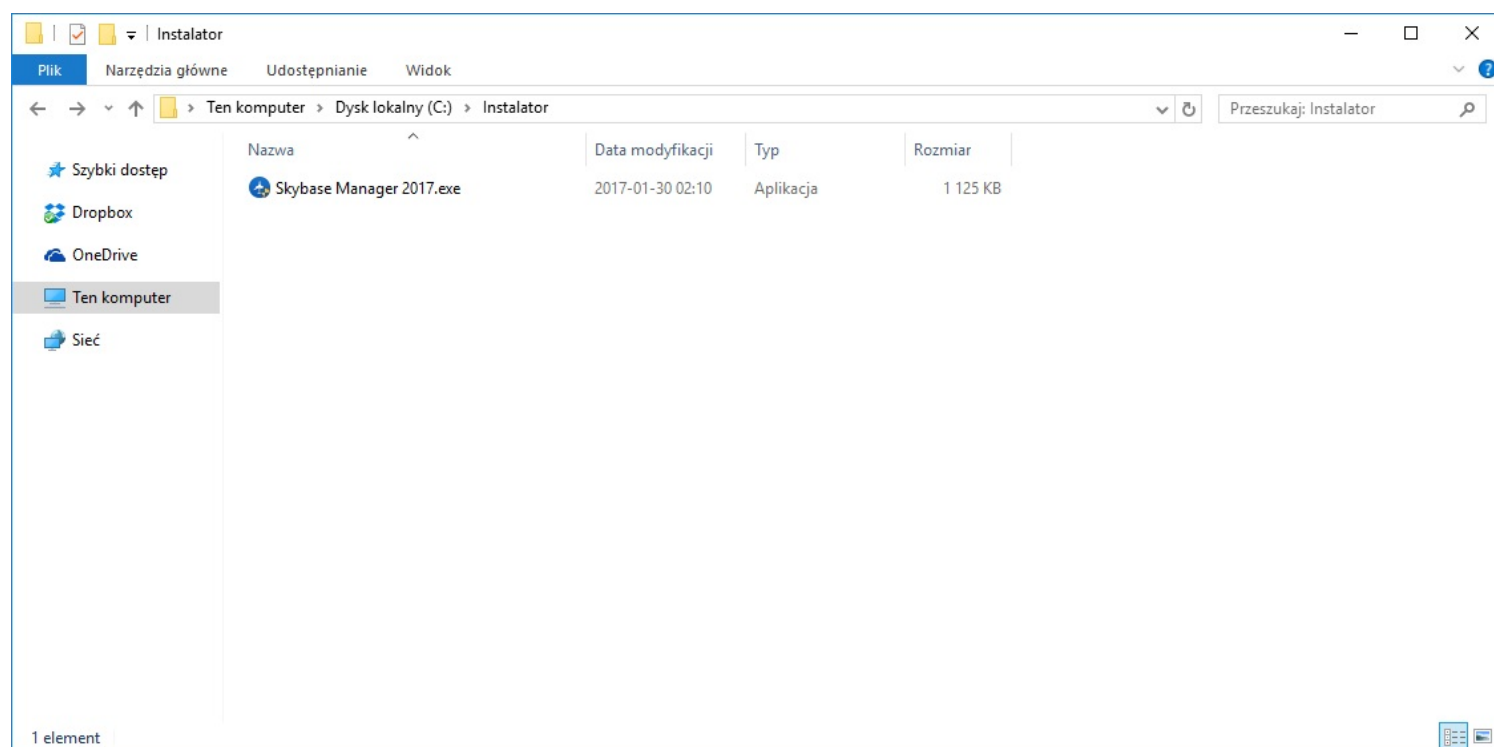 Instalator
Plik Narzędzia główne Udostępnianie Widok
Ten komputer Dysk lokalny (C:) Instalator Przeszukaj: Instalator
Nazwa Data modyfikacji Typ Rozmiar
Szybki dostęp
Skybase Manager 2017.exe 2017-01-30 02:10 Aplikacja 1 125 KB
Dropbox
OneDrive
Ten komputer
Sieć
1 element